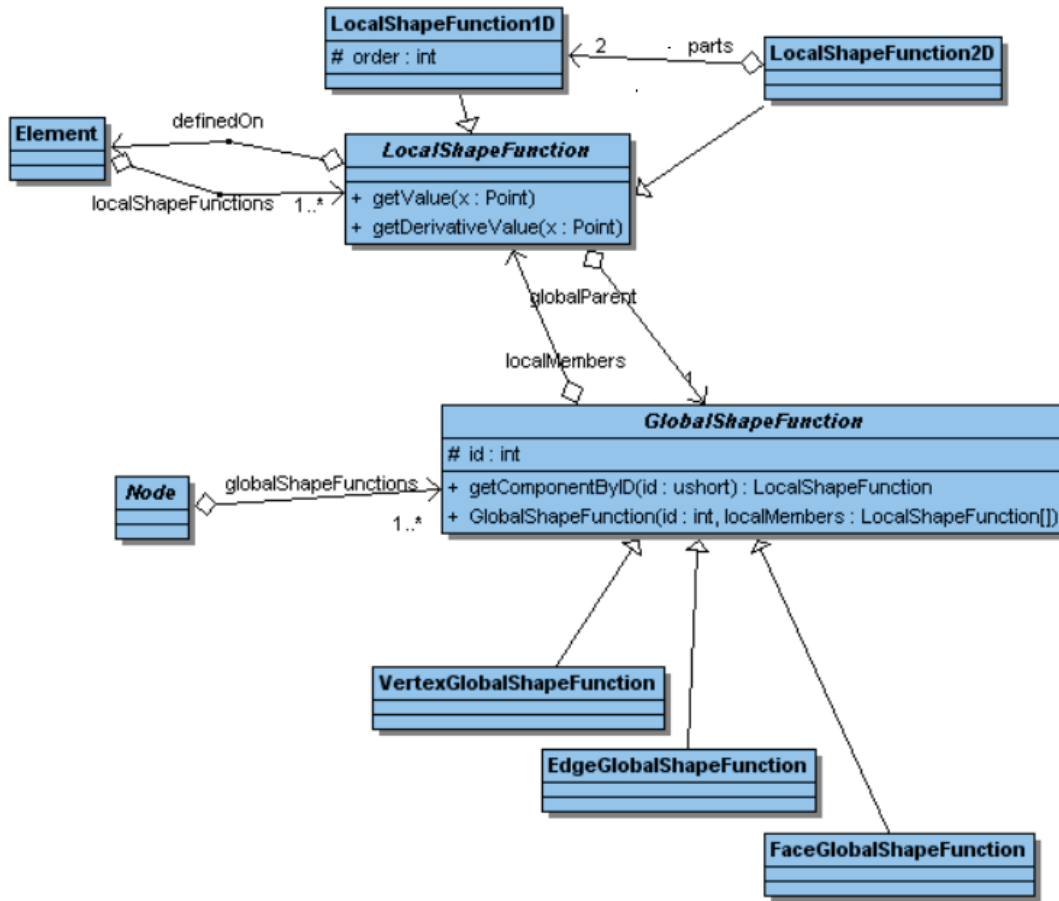 LocalShapeFunction1D
# order : int
2
parts
LocalShapeFunction2D
Element
definedOn
localShapeFunctions
1..*
LocalShapeFunction
+ getValue(x : Point)
+ getDerivativeValue(x : Point)
globalParent
localMembers
1
GlobalShapeFunction
# id : int
+ getComponentByID(id : ushort) : LocalShapeFunction
+ GlobalShapeFunction(id : int, localMembers : LocalShapeFunction[])
Node
globalShapeFunctions
1..*
VertexGlobalShapeFunction
EdgeGlobalShapeFunction
FaceGlobalShapeFunction